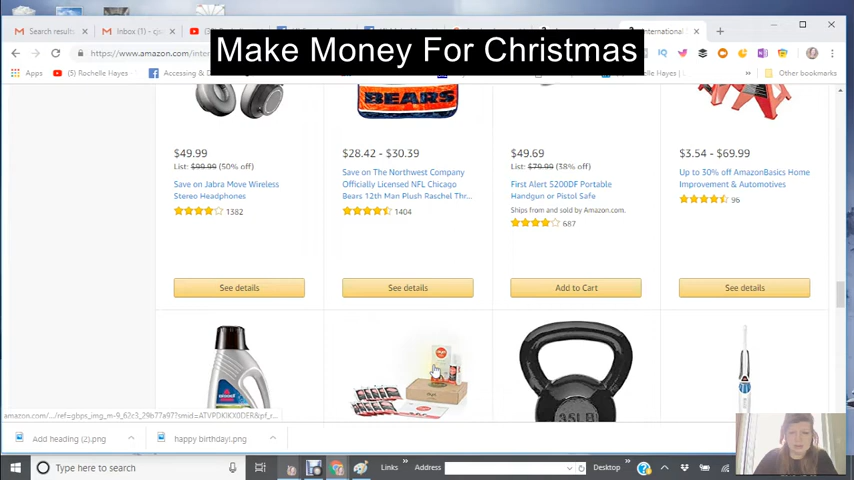 Search results
Inbox (1) - cjs
International
Make Money For Christmas
https://www.amazon.com/inter
Apps
(5) Rochelle Hayes
Accessing & D
Other bookmarks
BEARS
$49.99
List: $99.99 (50% off)
Save on Jabra Move Wireless
Stereo Headphones
1382
See details
$28.42 - $30.39
Save on The Northwest Company
Officially Licensed NFL Chicago
Bears 12th Man Plush Raschel Thr...
1404
See details
$49.69
List: $79.99 (38% off)
First Alert 5200DF Portable
Handgun or Pistol Safe
Ships from and sold by Amazon.com.
687
Add to Cart
$3.54 - $69.99
Up to 30% off AmazonBasics Home
Improvement & Automotives
96
See details
35LB
amazon.com/.../ref=gbps_img_m-9_62c3_29b77a97?smid=ATVPDKIKX0DER&pf_r...
Add heading (2).png
happy birthday!.png
Type here to search
Links
Address
Desktop